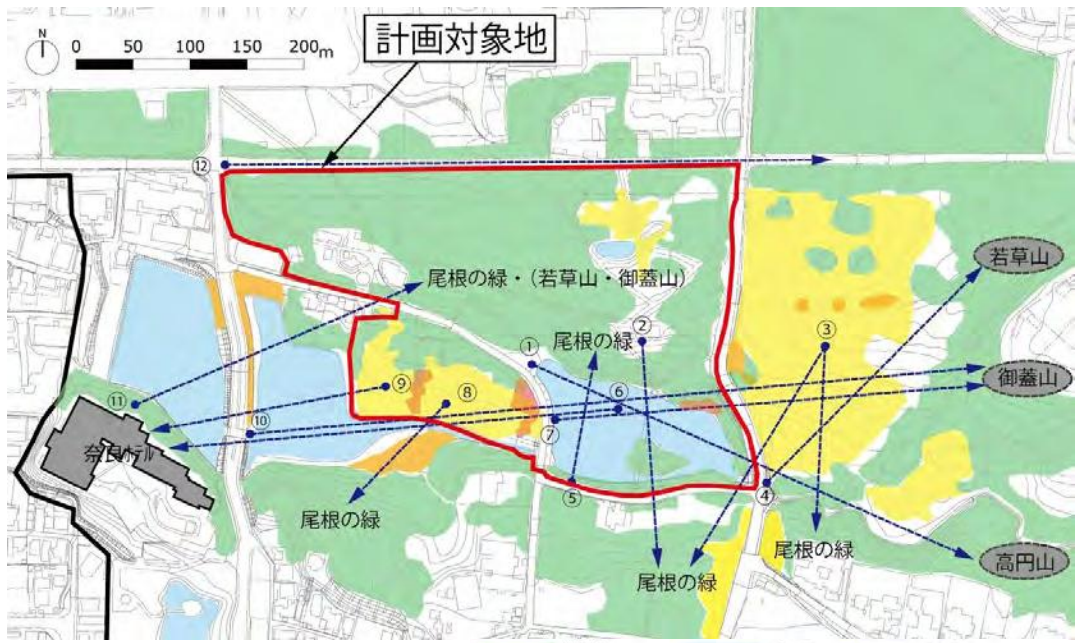 N
0 50 100 150 200m
計画対象地
⑫
若草山
尾根の緑・(若草山・御蓋山)
②
③
①
尾根の緑
御蓋山
⑨
⑧
⑥
⑪
⑩
⑦
奈良ホテル
⑤
④
尾根の緑
尾根の緑
高円山
尾根の緑